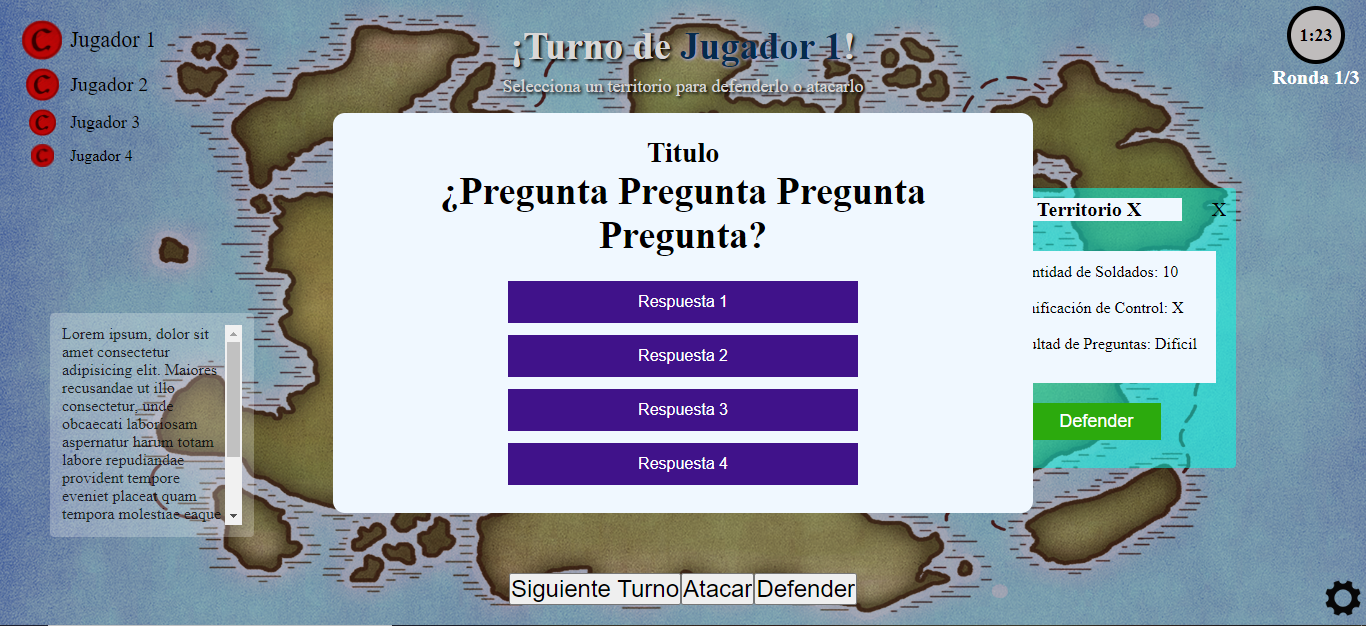 C Jugador 1
C Jugador 2
C Jugador 3
C Jugador 4
¡Turno de Jugador 1!
Selecciona un territorio para defenderlo o atacarlo
1:23
Ronda 1/3
Titulo
¿Pregunta Pregunta Pregunta
Pregunta?
Respuesta 1
Respuesta 2
Respuesta 3
Respuesta 4
Territorio X
X
ntidad de Soldados: 10
ificación de Control: X
ltad de Preguntas: Difícil
Defender
Lorem ipsum, dolor sit
amet consectetur
adipisicing elit. Maiores
recusandae ut illo
consectetur, unde
obcaecati laboriosam
aspernatur harum totam
labore repudiandae
provident tempore
eveniet placeat quam
tempora molestiae eaque
Siguiente Turno Atacar Defender